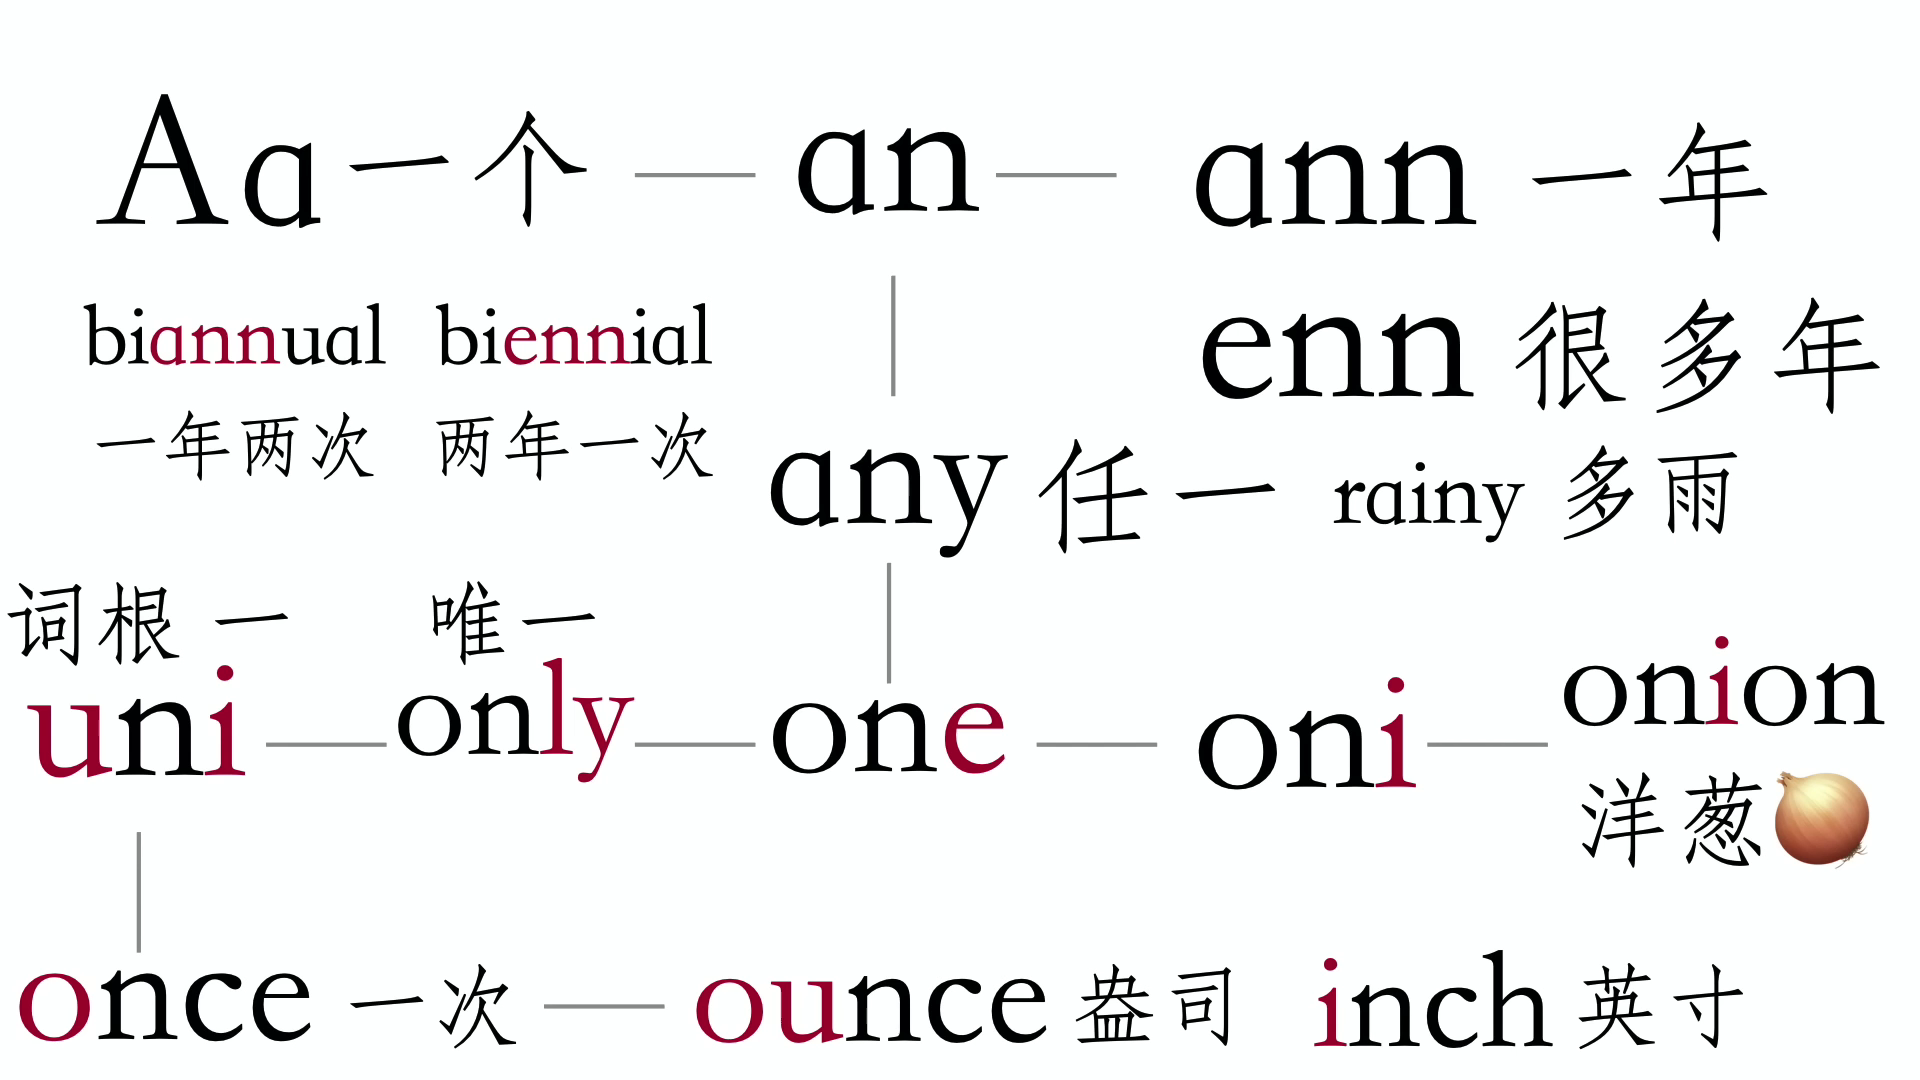 Aa一个 an ann 一年
biannual biennial enn 很多年
一年两次 两年一次
any 任一 rainy 多雨
词根 一 唯一
uni only one oni onion
洋葱
once 一次 ounce 盎司 inch 英寸